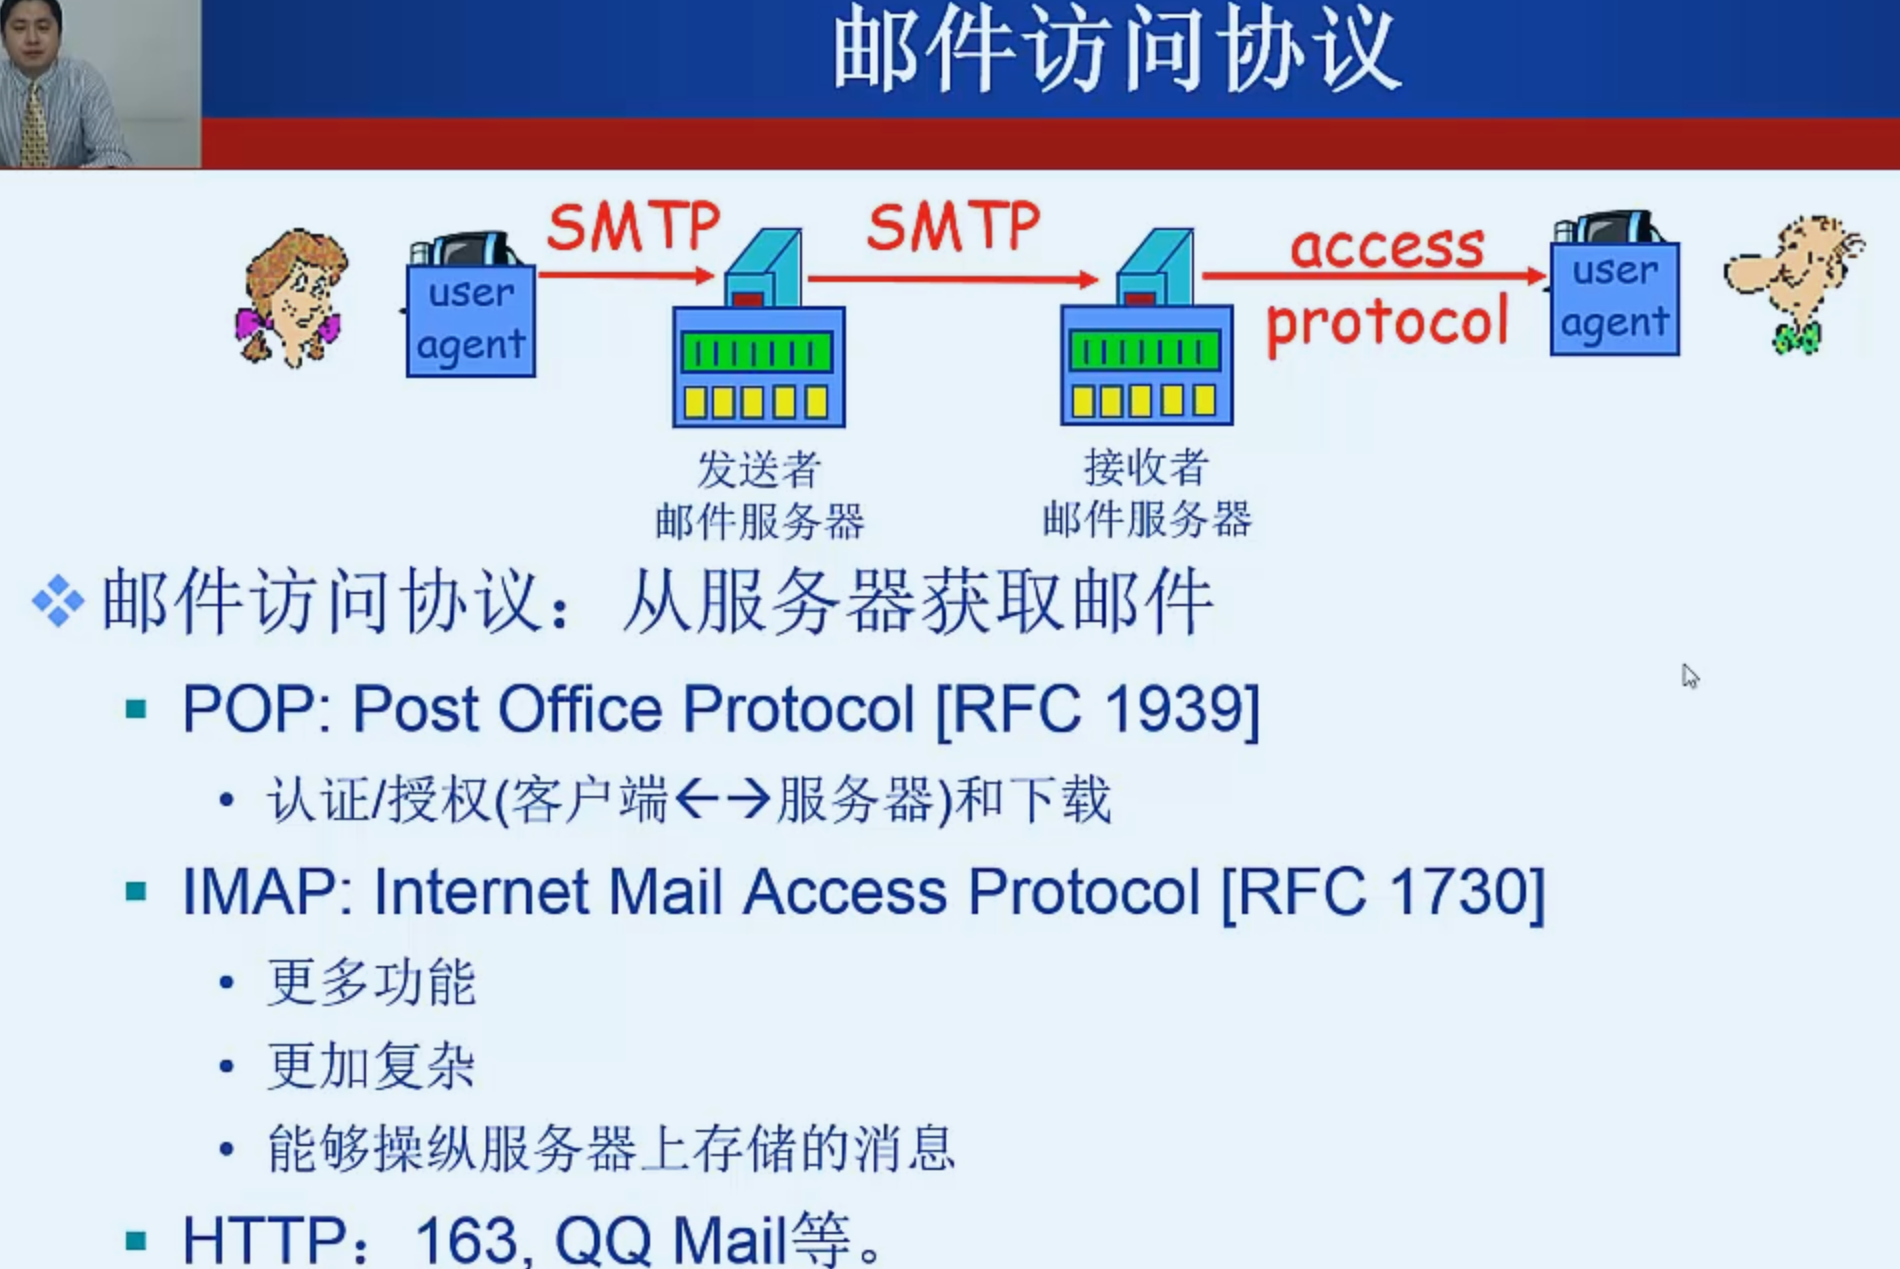 邮件访问协议
SMTP
SMTP
access
protocol
user
agent
user
agent
发送者
邮件服务器
接收者
邮件服务器
邮件访问协议：从服务器获取邮件
POP: Post Office Protocol [RFC 1939]
认证/授权(客户端←→服务器)和下载
IMAP: Internet Mail Access Protocol [RFC 1730]
更多功能
更加复杂
能够操纵服务器上存储的消息
HTTP：163, QQ Mail等。